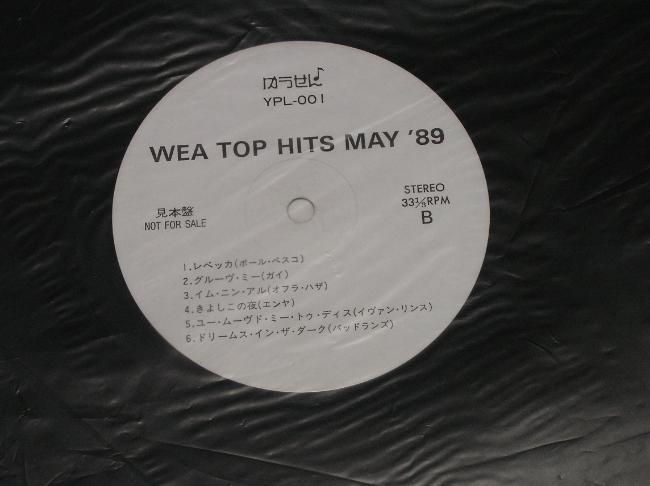 ゆうせん
YPL-001
WEA TOP HITS MAY '89
見本盤
NOT FOR SALE
STEREO
33⅓RPM
B
1.レベッカ(ポール・ペスコ)
2.グルーヴ・ミー(ガイ)
3.イム・ニン・アル(オフラ・ハザ)
4.きよしこの夜(エンヤ)
5.ユー・ムーヴド・ミー・トゥ・ディス(イヴァン・リンス)
6.ドリームス・イン・ザ・ダーク(バッドランズ)